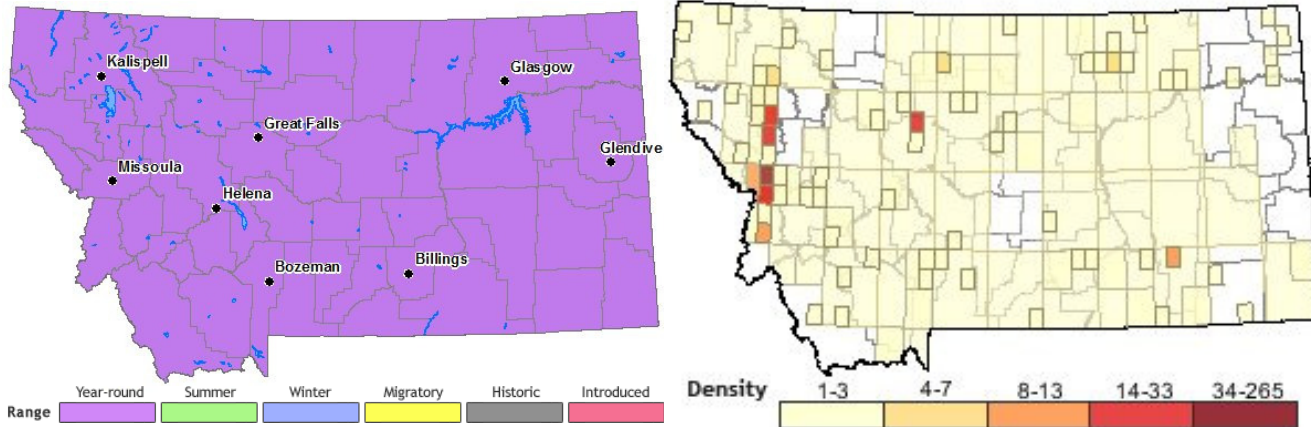 Kalispell
Glasgow
Great Falls
Glendive
Missoula
Helena
Bozeman
Billings
Year-round Summer Winter Migratory Historic Introduced
Range
Density 1-3 4-7 8-13 14-33 34-265